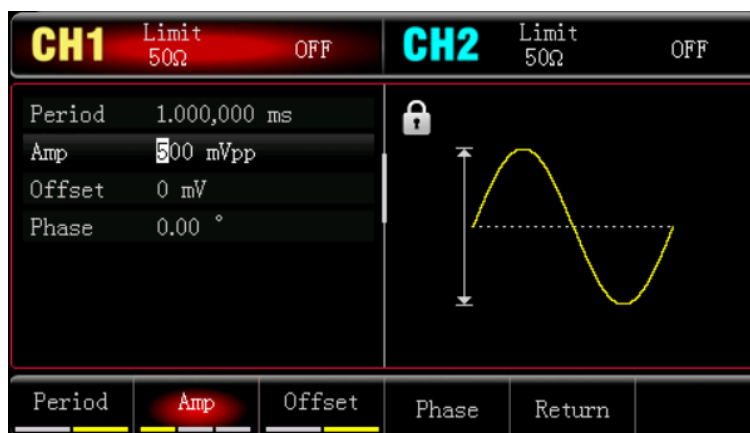 CH1 Limit 50Ω OFF CH2 Limit 50Ω OFF
Period 1.000,000 ms
Amp 500 mVpp
Offset 0 mV
Phase 0.00 °
Period Amp Offset Phase Return